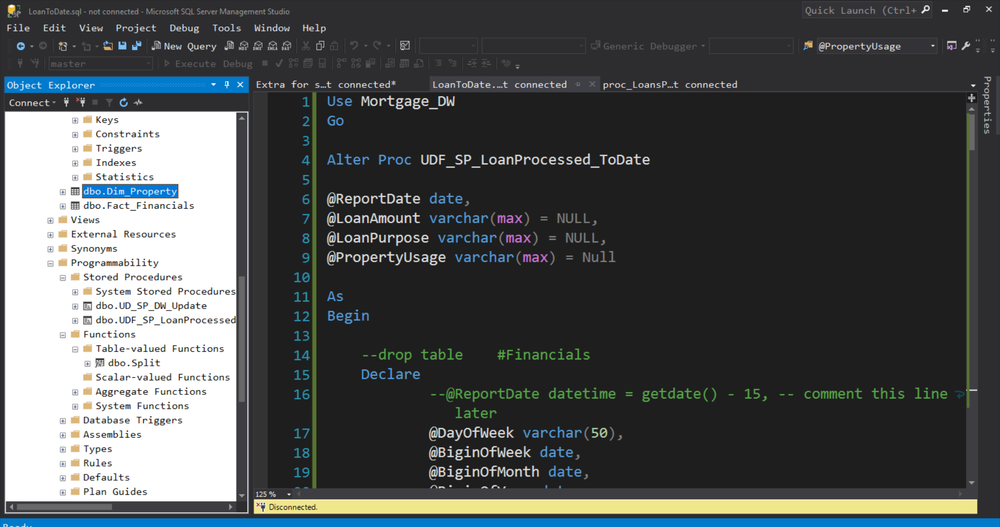 LoanToDate.sql - not connected - Microsoft SQL Server Management Studio
Quick Launch (Ctrl+
File Edit View Project Debug Tools Window Help
New Query MDX DMX XMLA DAX Generic Debugger @PropertyUsage
master Execute Debug
Object Explorer
Connect
Keys
Constraints
Triggers
Indexes
Statistics
dbo.Dim_Property
dbo.Fact_Financials
Views
External Resources
Synonyms
Programmability
Stored Procedures
System Stored Procedures
dbo.UD_SP_DW_Update
dbo.UDF_SP_LoanProcessed
Functions
Table-valued Functions
dbo.Split
Scalar-valued Functions
Aggregate Functions
System Functions
Database Triggers
Assemblies
Types
Rules
Defaults
Plan Guides
Extra for s…t connected* LoanToDate.…t connected proc_LoansP…t connected
1 Use Mortgage_DW
2 Go
3
4 Alter Proc UDF_SP_LoanProcessed_ToDate
5
6 @ReportDate date,
7 @LoanAmount varchar(max) = NULL,
8 @LoanPurpose varchar(max) = NULL,
9 @PropertyUsage varchar(max) = Null
10
11 As
12 Begin
13
14 --drop table #Financials
15 Declare
16 --@ReportDate datetime = getdate() - 15, -- comment this line
later
17 @DayOfWeek varchar(50),
18 @BiginOfWeek date,
19 @BiginOfMonth date,
125 %
Disconnected.
Properties
Ready